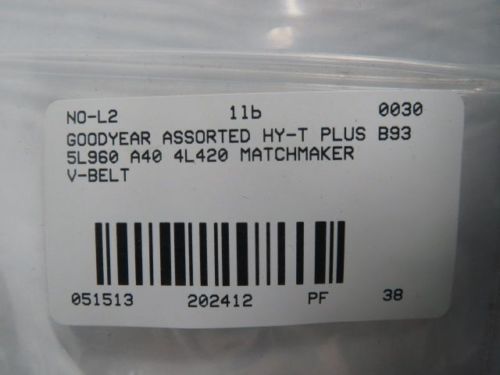 NO-L2 1lb 0030
GOODYEAR ASSORTED HY-T PLUS B93
5L960 A40 4L420 MATCHMAKER
V-BELT
051513 202412 PF 38